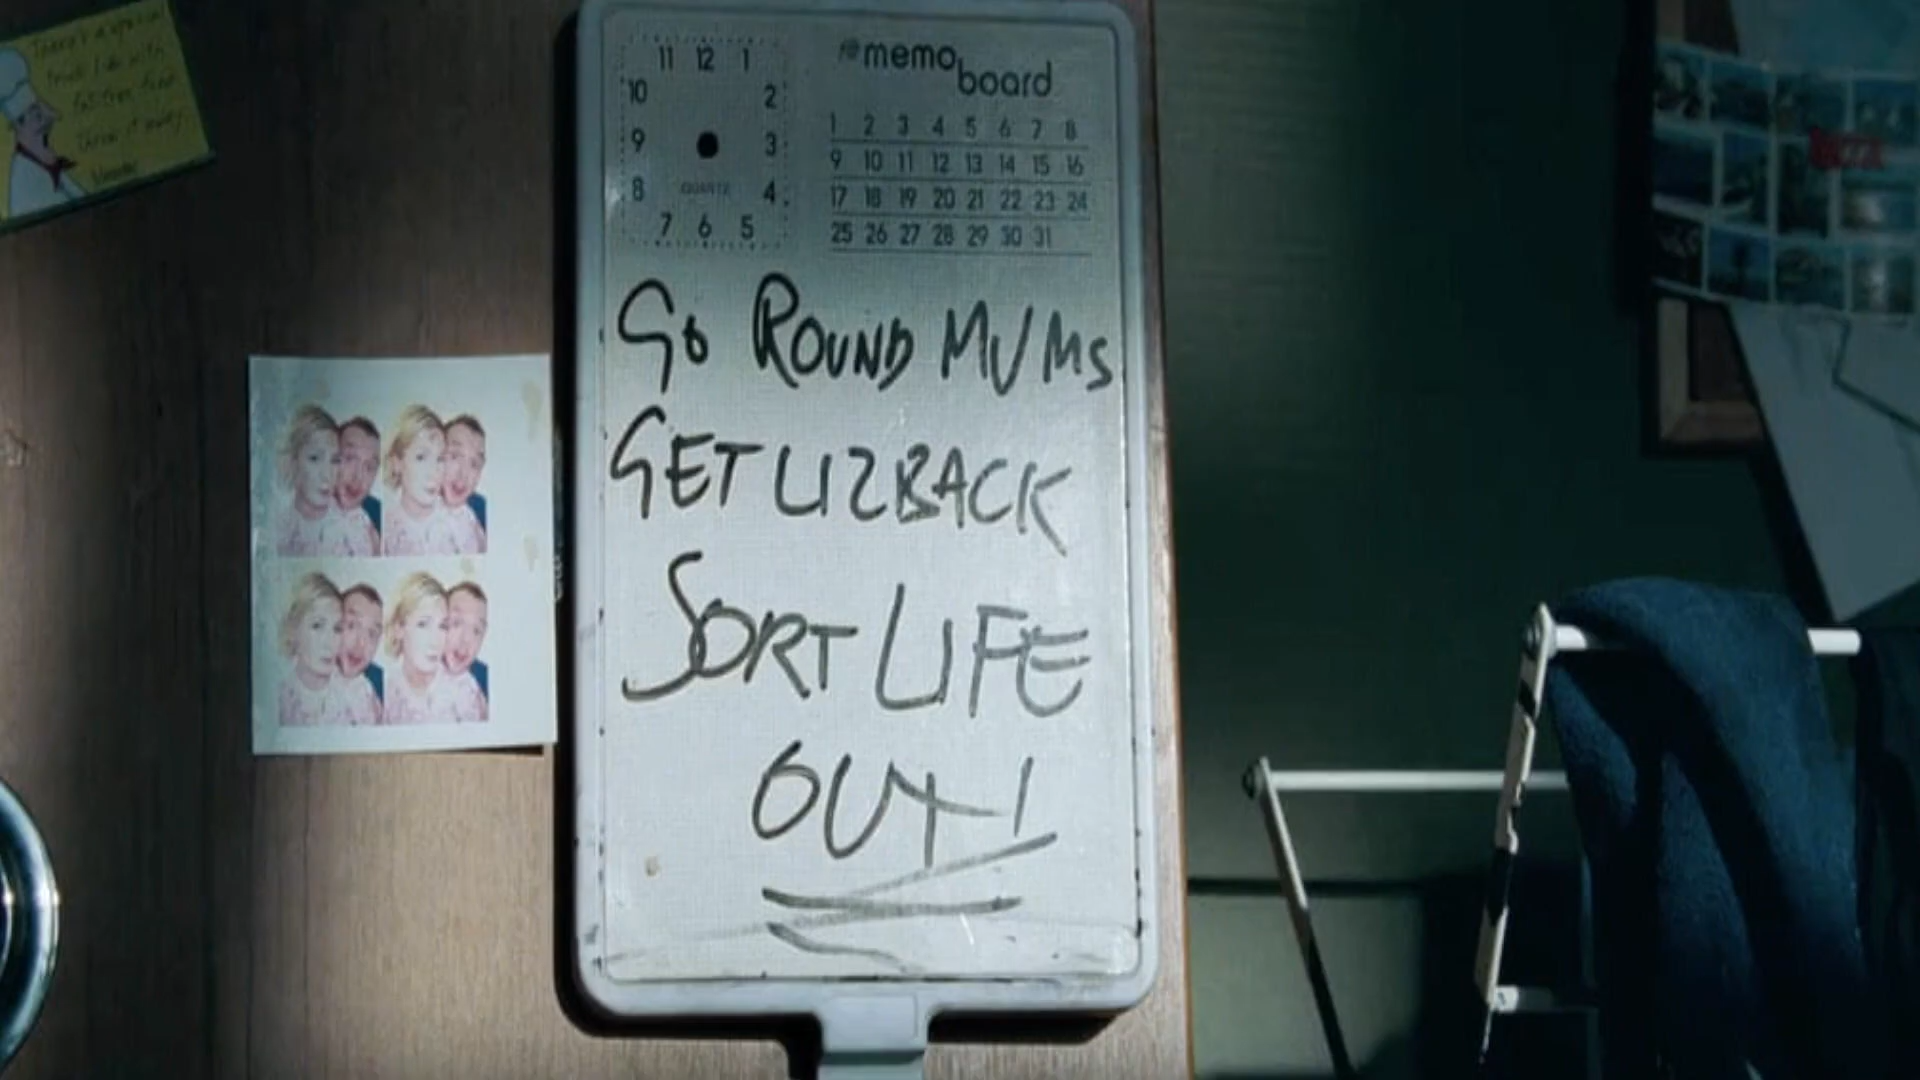 memo
board
11 12 1
10 2
9 3
8 QUARTZ 4
7 6 5
1 2 3 4 5 6 7 8
9 10 11 12 13 14 15 16
17 18 19 20 21 22 23 24
25 26 27 28 29 30 31
GO ROUND MUMS
GET LIZ BACK
SORT LIFE
OUT!